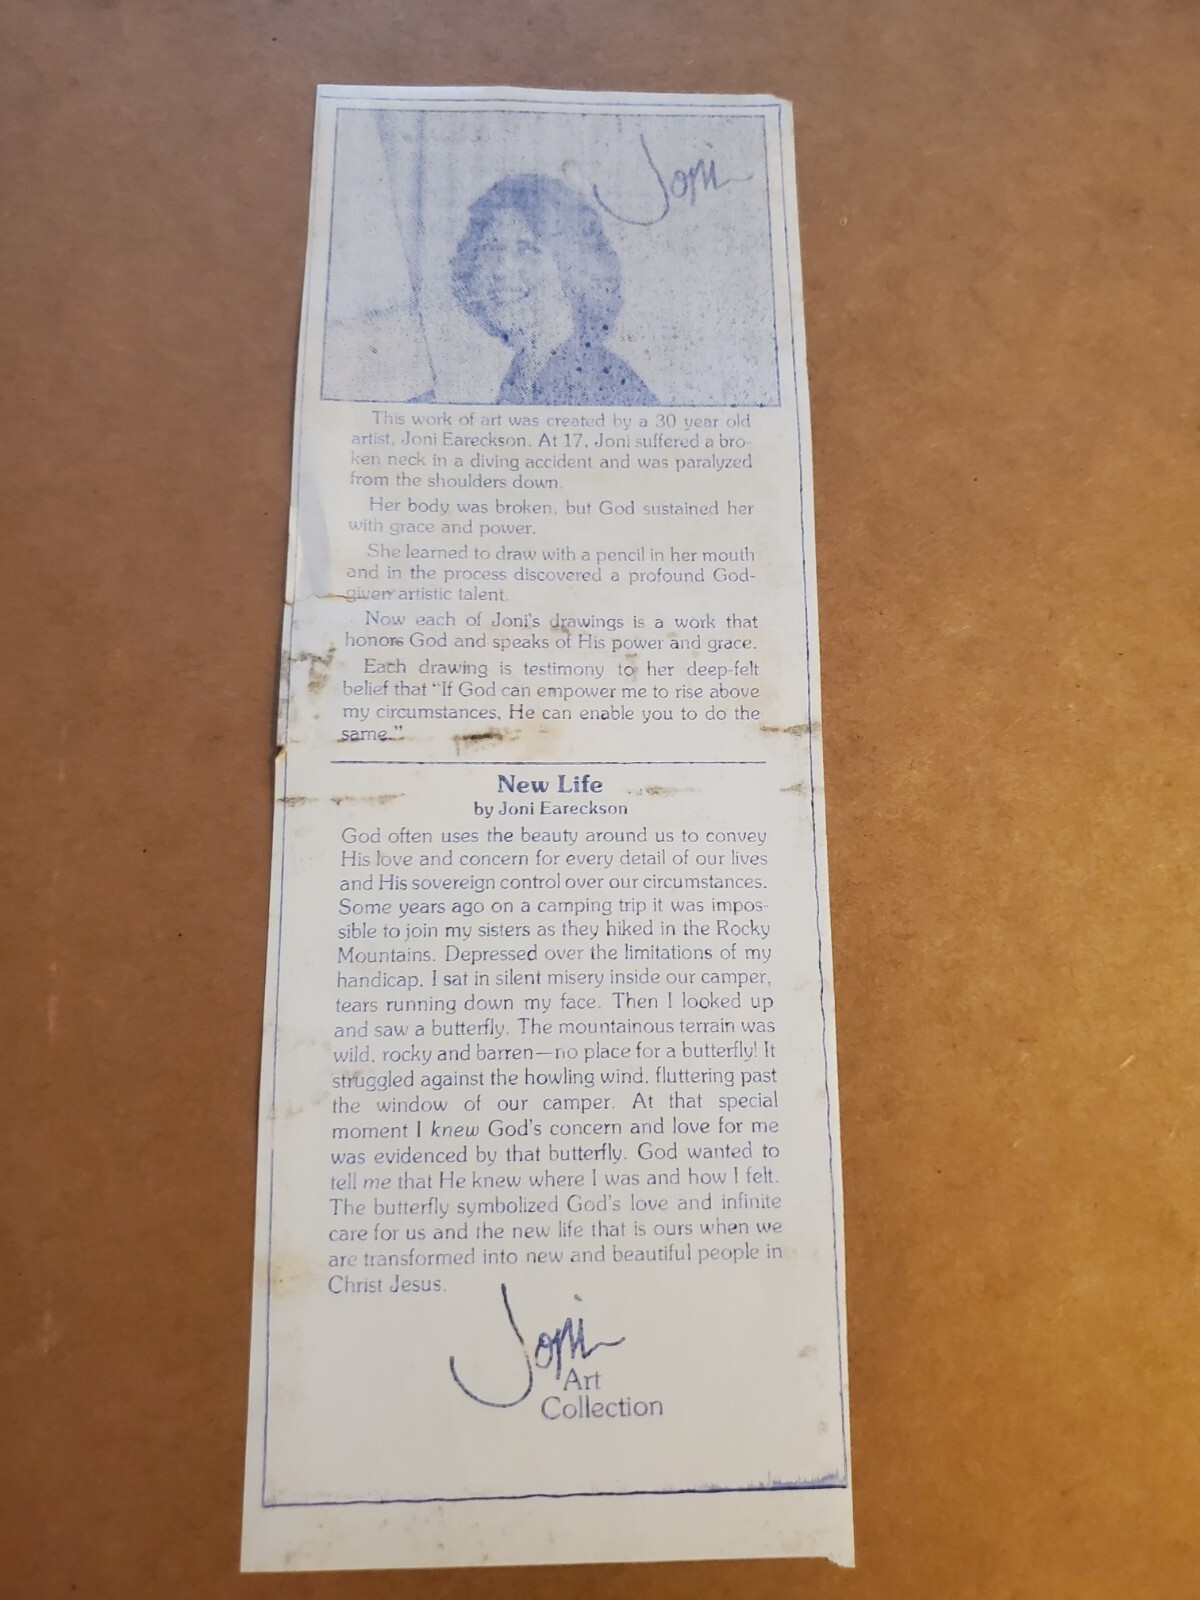 Joni
This work of art was created by a 30 year old
artist, Joni Eareckson. At 17, Joni suffered a bro-
ken neck in a diving accident and was paralyzed
from the shoulders down.
Her body was broken, but God sustained her
with grace and power.
She learned to draw with a pencil in her mouth
and in the process discovered a profound God-
given artistic talent.
Now each of Joni's drawings is a work that
honors God and speaks of His power and grace.
Each drawing is testimony to her deep-felt
belief that "If God can empower me to rise above
my circumstances, He can enable you to do the
same."
New Life
by Joni Eareckson
God often uses the beauty around us to convey
His love and concern for every detail of our lives
and His sovereign control over our circumstances.
Some years ago on a camping trip it was impos-
sible to join my sisters as they hiked in the Rocky
Mountains. Depressed over the limitations of my
handicap, I sat in silent misery inside our camper,
tears running down my face. Then I looked up
and saw a butterfly. The mountainous terrain was
wild, rocky and barren—no place for a butterfly! It
struggled against the howling wind, fluttering past
the window of our camper. At that special
moment I knew God's concern and love for me
was evidenced by that butterfly. God wanted to
tell me that He knew where I was and how I felt.
The butterfly symbolized God's love and infinite
care for us and the new life that is ours when we
are transformed into new and beautiful people in
Christ Jesus.
Joni
Art
Collection